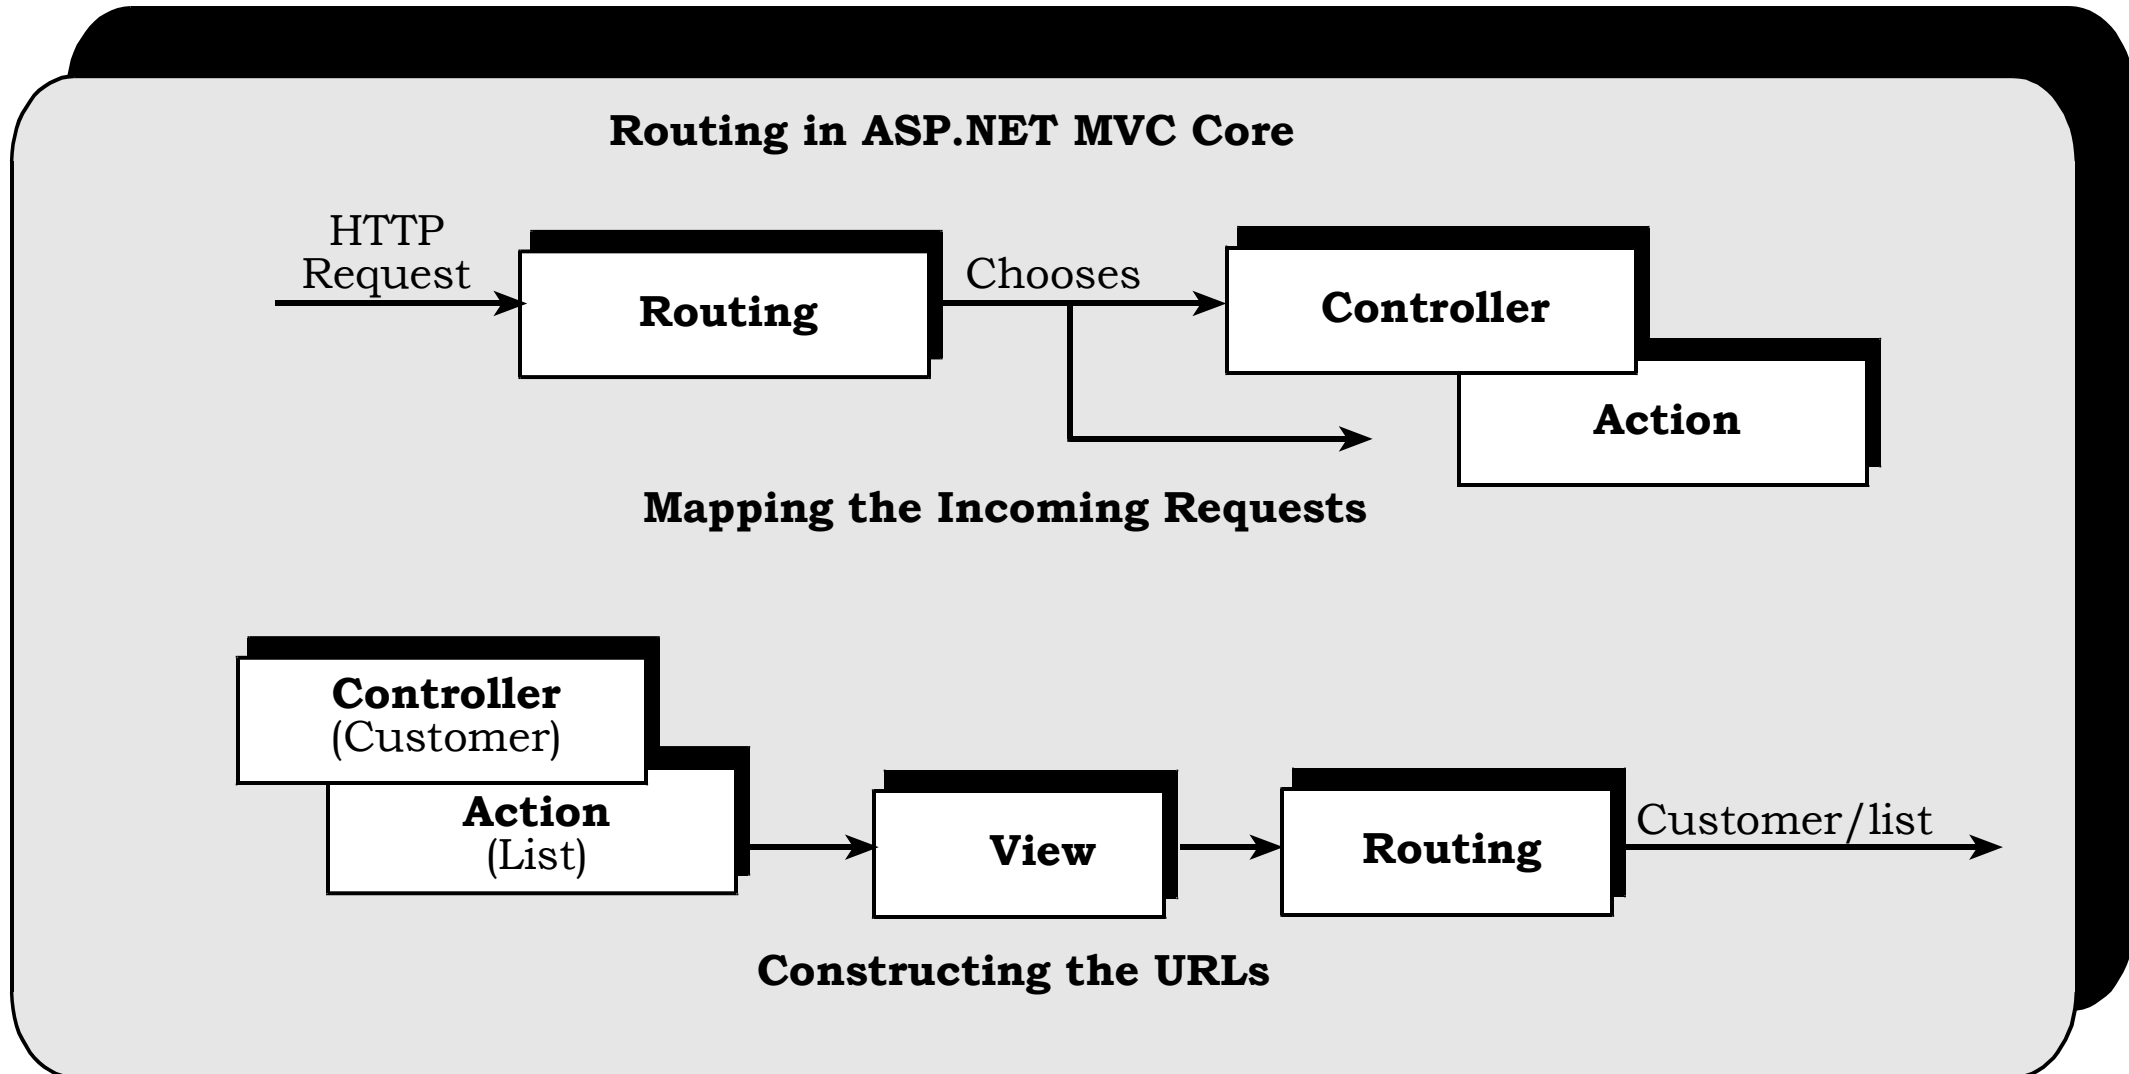 Routing in ASP.NET MVC Core
HTTP
Request
Routing
Chooses
Controller
Action
Mapping the Incoming Requests
Controller
(Customer)
Action
(List)
View
Routing
Customer/list
Constructing the URLs